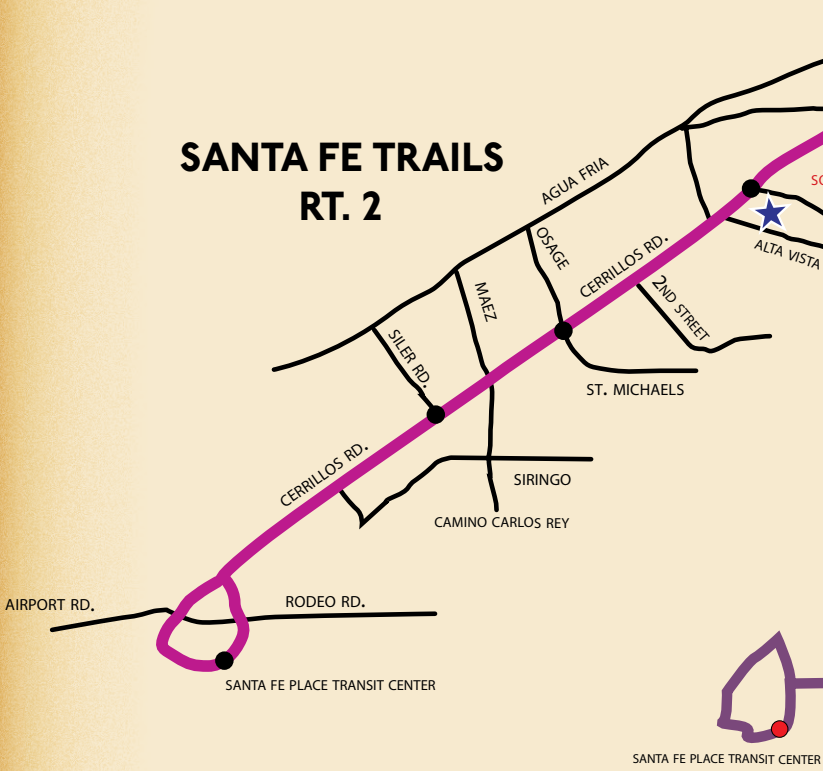 SANTA FE TRAILS
RT. 2
AGUA FRIA
SO
OSAGE
CERRILLOS RD.
ALTA VISTA
MAEZ
2ND STREET
SILER RD.
ST. MICHAELS
CERRILLOS RD.
SIRINGO
CAMINO CARLOS REY
AIRPORT RD.
RODEO RD.
SANTA FE PLACE TRANSIT CENTER
SANTA FE PLACE TRANSIT CENTER